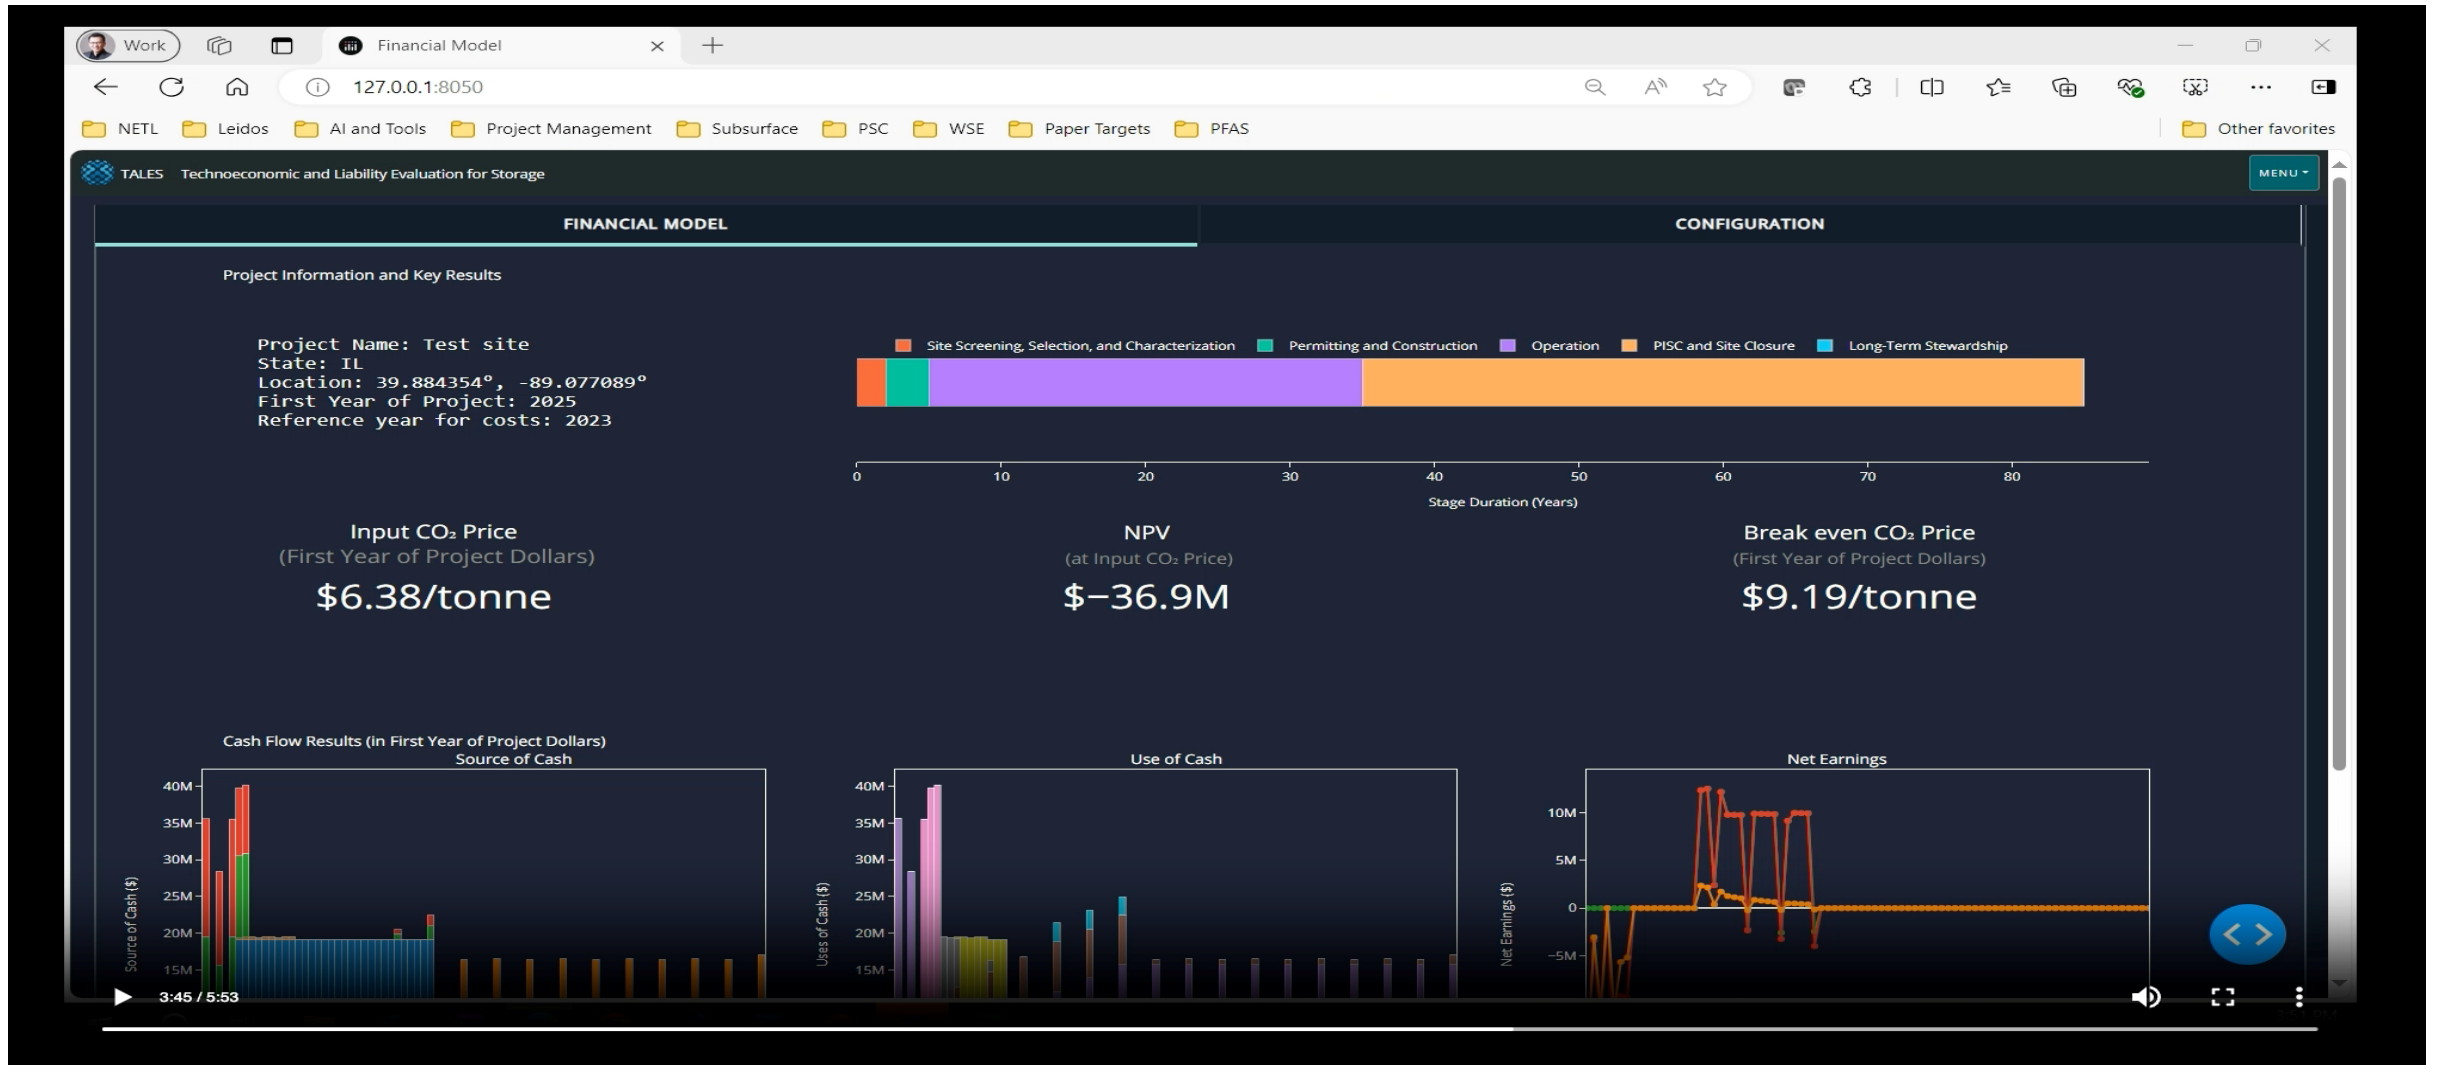 Work
Financial Model
127.0.0.1:8050
NETL Leidos AI and Tools Project Management Subsurface PSC WSE Paper Targets PFAS Other favorites
TALES Technoeconomic and Liability Evaluation for Storage MENU
FINANCIAL MODEL CONFIGURATION
Project Information and Key Results
Project Name: Test site
State: IL
Location: 39.884354°, -89.077089°
First Year of Project: 2025
Reference year for costs: 2023
Site Screening, Selection, and Characterization Permitting and Construction Operation PISC and Site Closure Long-Term Stewardship
0 10 20 30 40 50 60 70 80
Stage Duration (Years)
Input CO₂ Price
(First Year of Project Dollars)
$6.38/tonne
NPV
(at Input CO₂ Price)
$−36.9M
Break even CO₂ Price
(First Year of Project Dollars)
$9.19/tonne
Cash Flow Results (in First Year of Project Dollars)
Source of Cash
40M
35M
30M
25M
20M
15M
Source of Cash ($)
Use of Cash
40M
35M
30M
25M
20M
15M
Uses of Cash ($)
Net Earnings
10M
5M
0
−5M
Net Earnings ($)
3:45 / 5:53